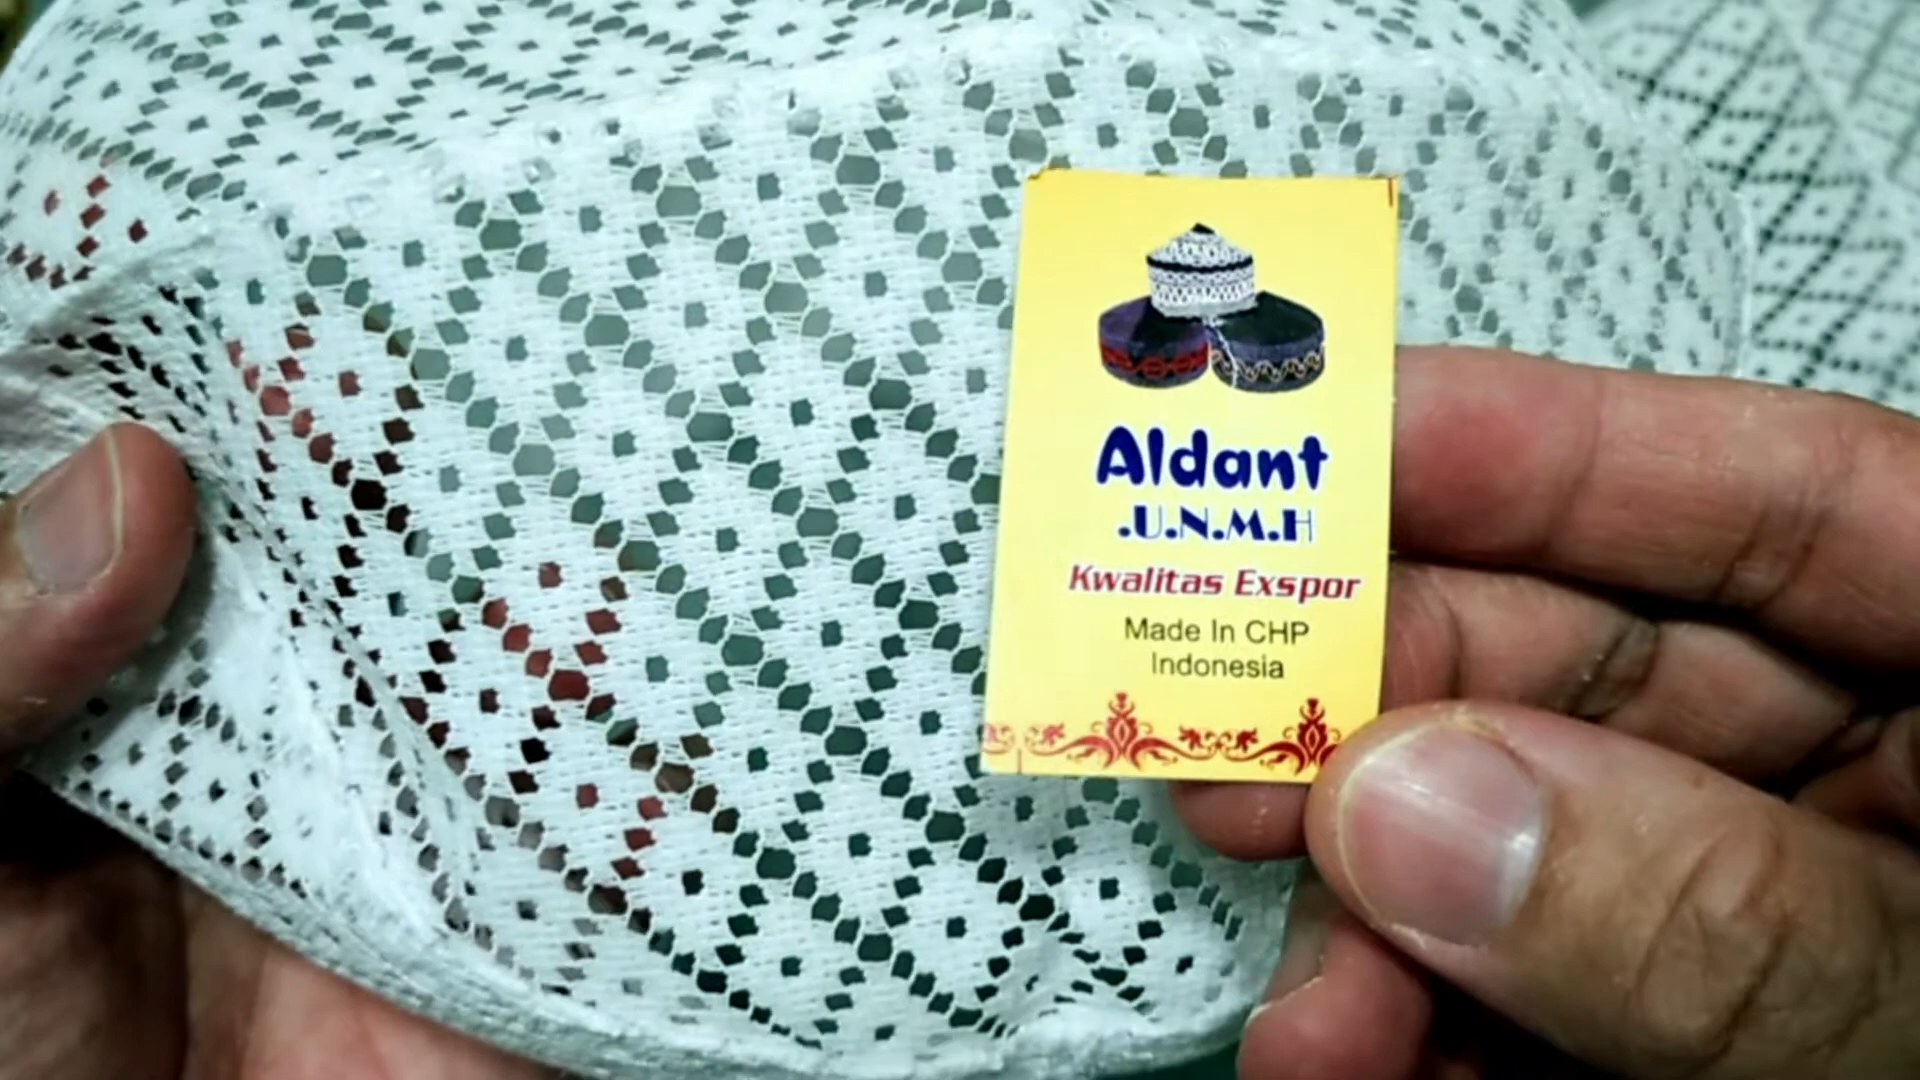 Aldant
.U.N.M.H
Kwalitas Exspor
Made In CHP
Indonesia